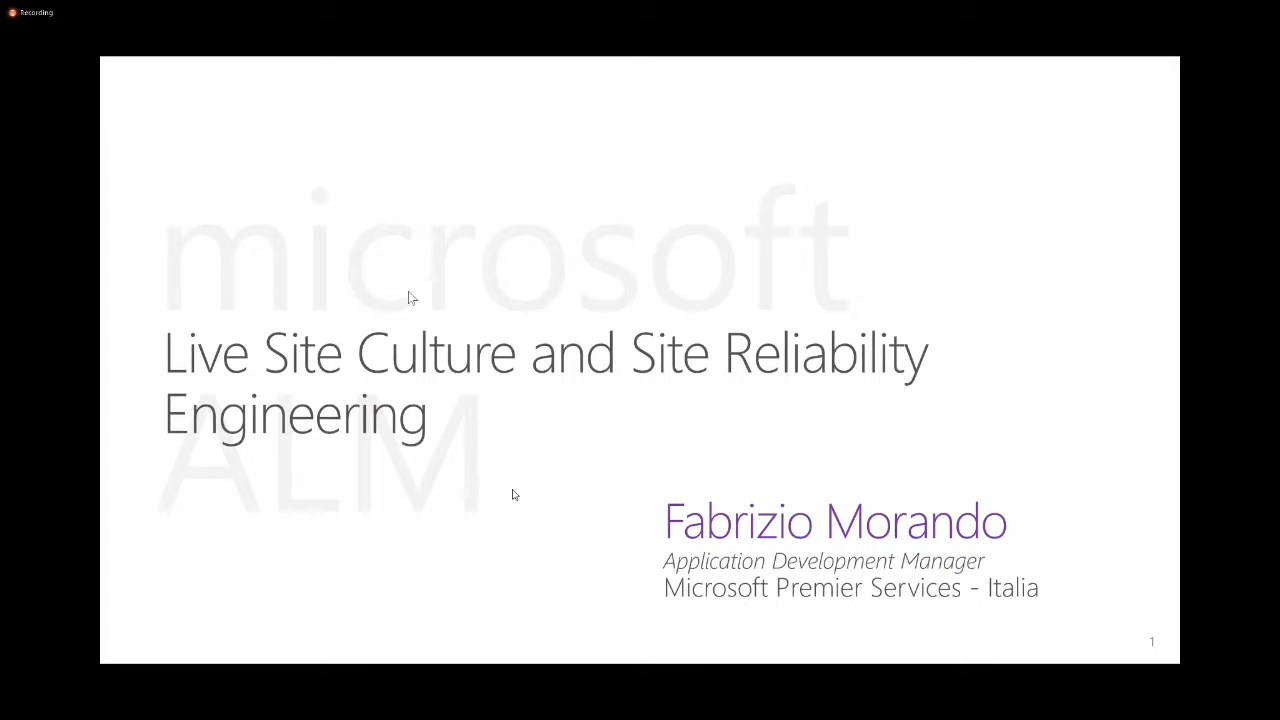 Recording
microsoft
Live Site Culture and Site Reliability
Engineering
ALM
Fabrizio Morando
Application Development Manager
Microsoft Premier Services - Italia
1